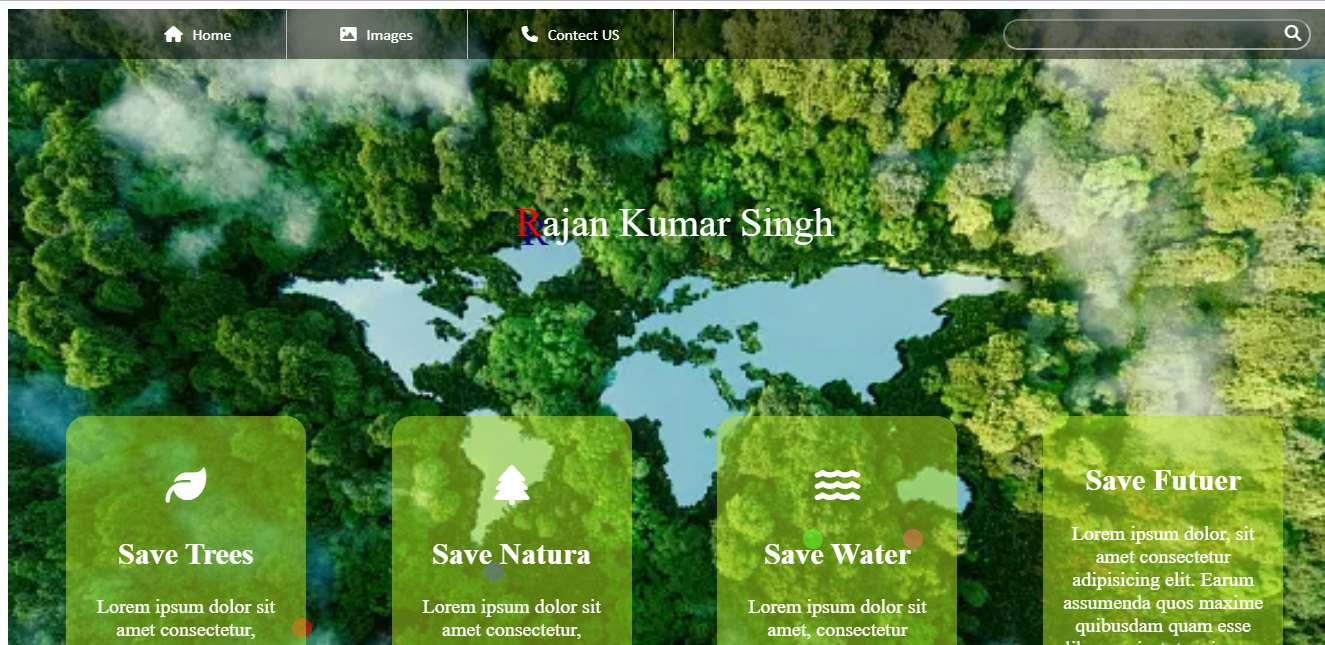 Home
Images
Contect US
Rajan Kumar Singh
Save Trees
Lorem ipsum dolor sit
amet consectetur,
Save Natura
Lorem ipsum dolor sit
amet consectetur,
Save Water
Lorem ipsum dolor sit
amet, consectetur
Save Futuer
Lorem ipsum dolor, sit
amet consectetur
adipisicing elit. Earum
assumenda quos maxime
quibusdam quam esse